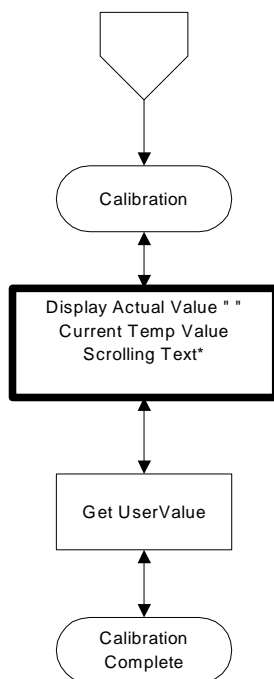 Calibration
Display Actual Value " "
Current Temp Value
Scrolling Text*
Get UserValue
Calibration
Complete